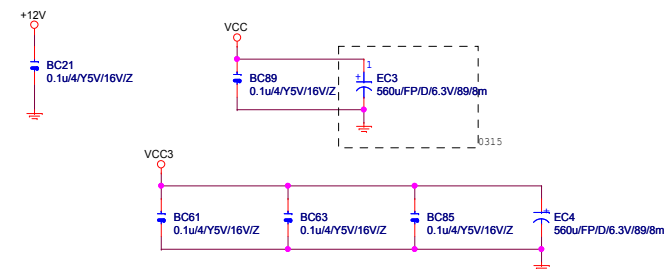 +12V
BC21
0.1u/4/Y5V/16V/Z
VCC
BC89
0.1u/4/Y5V/16V/Z
1
+
EC3
560u/FP/D/6.3V/89/8m
0315
VCC3
BC61
0.1u/4/Y5V/16V/Z
BC63
0.1u/4/Y5V/16V/Z
BC85
0.1u/4/Y5V/16V/Z
+
EC4
560u/FP/D/6.3V/89/8m